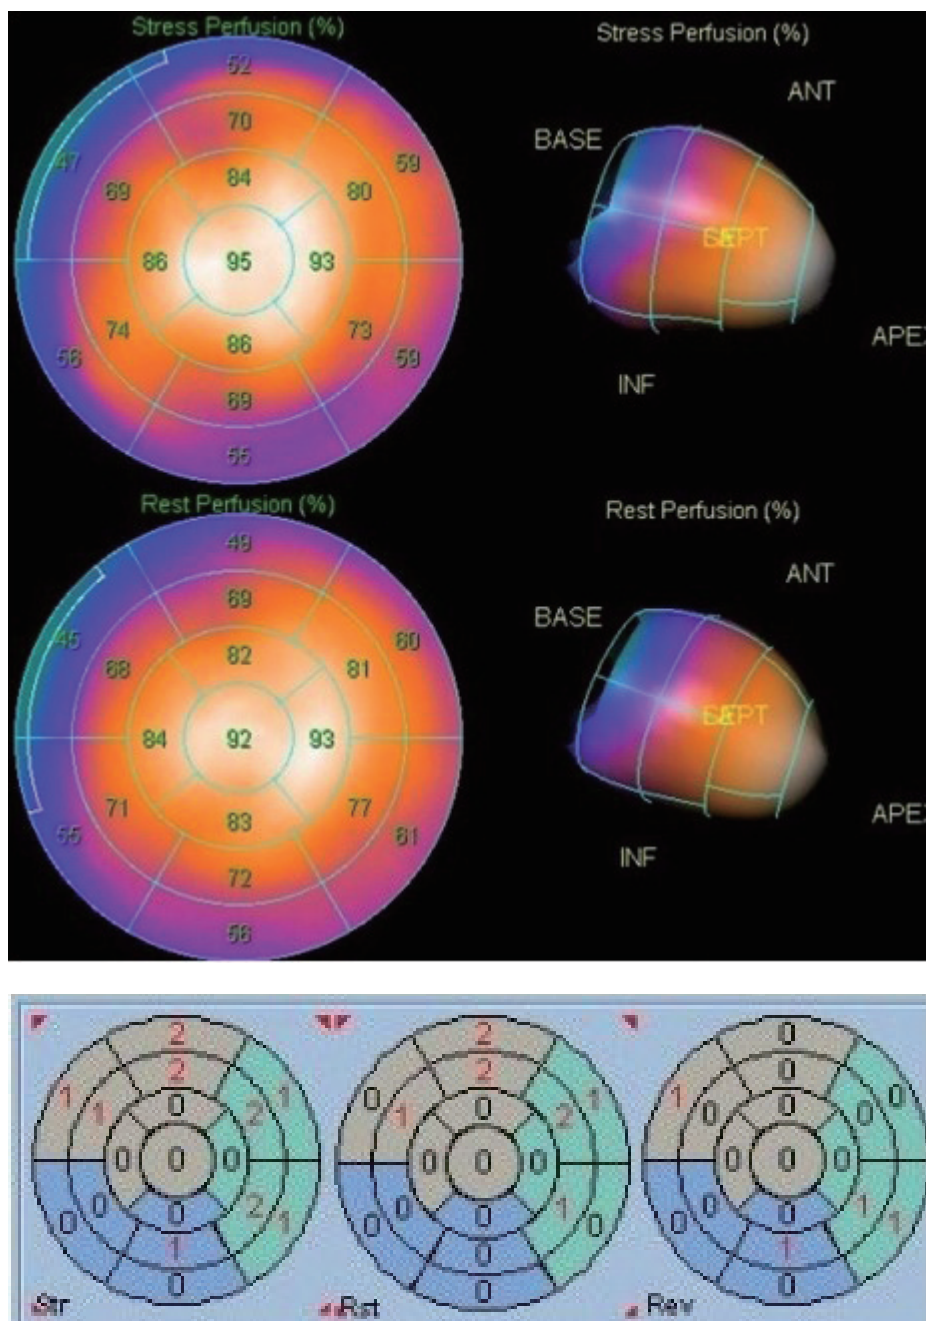 Stress Perfusion (%)
52
47
70
59
69
84
80
86
95
93
74
86
73
56
59
69
55
Stress Perfusion (%)
ANT
BASE
SEPT
APEX
INF
Rest Perfusion (%)
49
45
69
60
68
82
81
84
92
93
71
83
77
55
61
72
56
Rest Perfusion (%)
ANT
BASE
SEPT
APEX
INF
2
1 1 2 2 1
0
0 0 0
0 0 0 2 1
1
0
Str
2
0 1 2 2 1
0
0 0 0
0 0 0 1 0
0
0
Rst
0
1 0 0 0 0
0
0 0 0
0 0 0 1 1
1
0
Rev